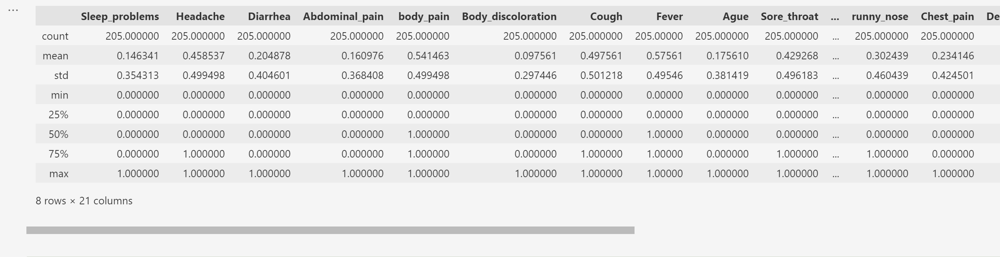 ...
Sleep_problems Headache Diarrhea Abdominal_pain body_pain Body_discoloration Cough Fever Ague Sore_throat ... runny_nose Chest_pain De
count 205.000000 205.000000 205.000000 205.000000 205.000000 205.000000 205.000000 205.00000 205.000000 205.000000 ... 205.000000 205.000000
mean 0.146341 0.458537 0.204878 0.160976 0.541463 0.097561 0.497561 0.57561 0.175610 0.429268 ... 0.302439 0.234146
std 0.354313 0.499498 0.404601 0.368408 0.499498 0.297446 0.501218 0.49546 0.381419 0.496183 ... 0.460439 0.424501
min 0.000000 0.000000 0.000000 0.000000 0.000000 0.000000 0.000000 0.00000 0.000000 0.000000 ... 0.000000 0.000000
25% 0.000000 0.000000 0.000000 0.000000 0.000000 0.000000 0.000000 0.00000 0.000000 0.000000 ... 0.000000 0.000000
50% 0.000000 0.000000 0.000000 0.000000 1.000000 0.000000 0.000000 1.00000 0.000000 0.000000 ... 0.000000 0.000000
75% 0.000000 1.000000 0.000000 0.000000 1.000000 0.000000 1.000000 1.00000 0.000000 1.000000 ... 1.000000 0.000000
max 1.000000 1.000000 1.000000 1.000000 1.000000 1.000000 1.000000 1.00000 1.000000 1.000000 ... 1.000000 1.000000
8 rows × 21 columns